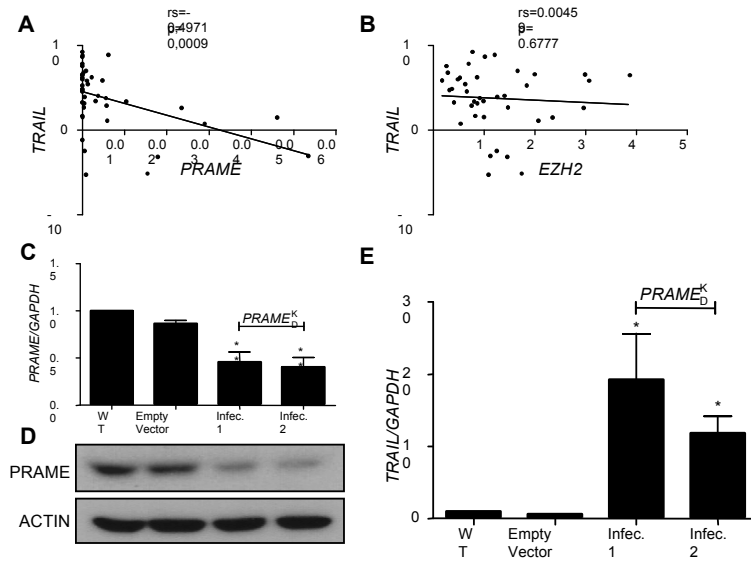 A
rs=-
0.4971
p=
0,0009
TRAIL
1
0
0
-
10
0.0
1
0.0
2
0.0
3
0.0
4
0.0
5
0.0
6
PRAME
B
rs=0.0045
9
p=
0.6777
TRAIL
1
0
0
-
10
1
2
3
4
5
EZH2
C
PRAME/GAPDH
1.
5
1.
0
0.5
0.
0
PRAME K
D
*
*
*
*
W
T
Empty
Vector
Infec.
1
Infec.
2
D
PRAME
ACTIN
E
TRAIL/GAPDH
3
0
2
0
1
0
0
PRAME K
D
*
*
W
T
Empty
Vector
Infec.
1
Infec.
2